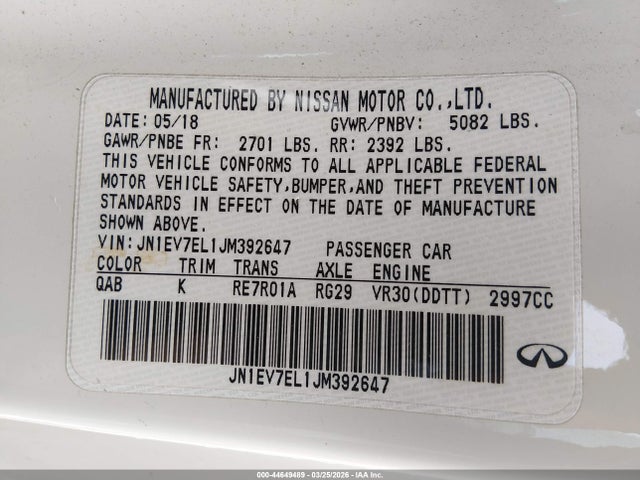 MANUFACTURED BY NISSAN MOTOR CO.,LTD.
DATE: 05/18 GVWR/PNBV: 5082 LBS.
GAWR/PNBE FR: 2701 LBS. RR: 2392 LBS.
THIS VEHICLE CONFORMS TO ALL APPLICABLE FEDERAL
MOTOR VEHICLE SAFETY,BUMPER,AND THEFT PREVENTION
STANDARDS IN EFFECT ON THE DATE OF MANUFACTURE
SHOWN ABOVE.
VIN:JN1EV7EL1JM392647 PASSENGER CAR
COLOR TRIM TRANS AXLE ENGINE
QAB K RE7R01A RG29 VR30(DDTT) 2997CC
JN1EV7EL1JM392647
000-44649489 - 03/25/2026 - IAA Inc.